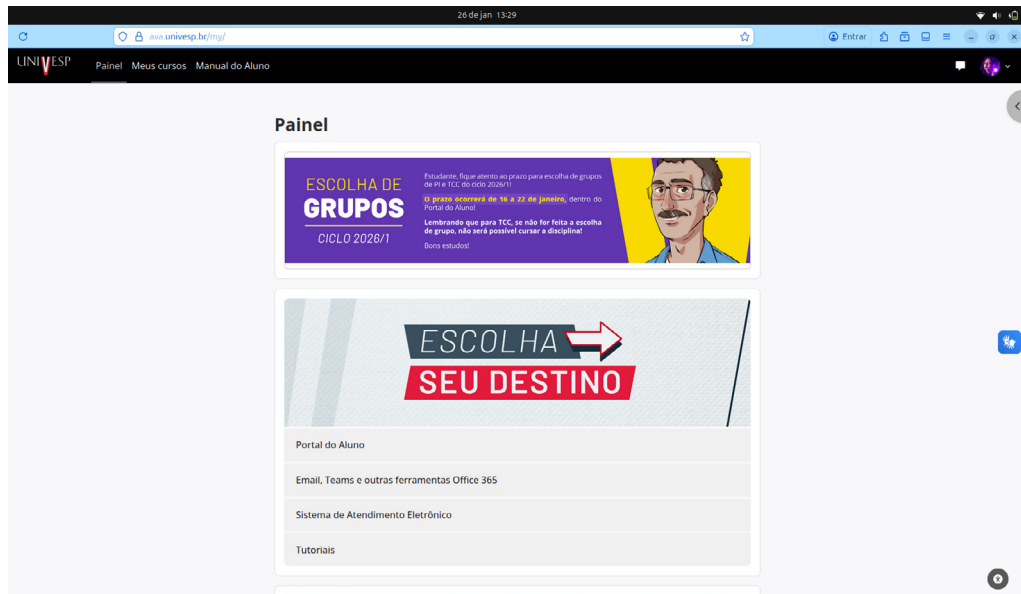 26 de jan 13:29
ava.univesp.br/my/
Entrar
UNIVESP
Painel Meus cursos Manual do Aluno
Painel
ESCOLHA DE
GRUPOS
CICLO 2026/1
Estudante, fique atento ao prazo para escolha de grupos
de PI e TCC do ciclo 2026/1!
O prazo ocorrerá de 16 a 22 de janeiro, dentro do
Portal do Aluno!
Lembrando que para TCC, se não for feita a escolha
de grupo, não será possível cursar a disciplina!
Bons estudos!
ESCOLHA
SEU DESTINO
Portal do Aluno
Email, Teams e outras ferramentas Office 365
Sistema de Atendimento Eletrônico
Tutoriais